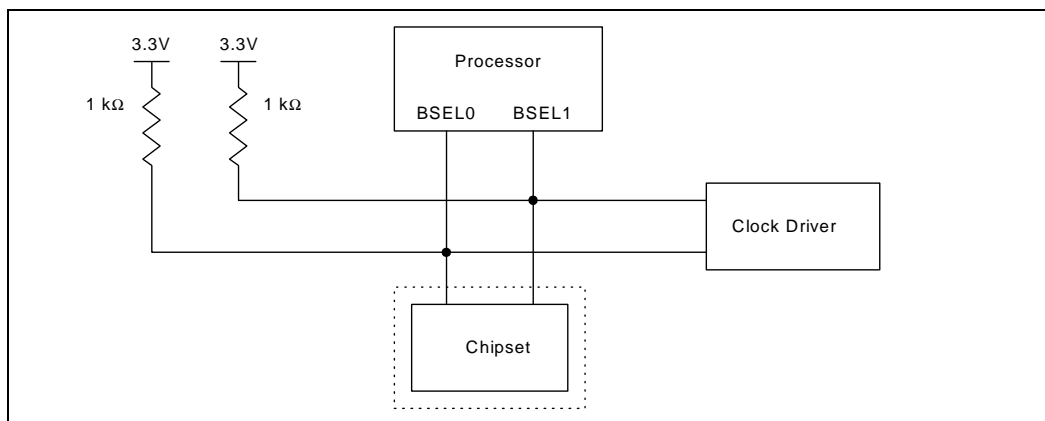 3.3V 3.3V
Processor
1 kΩ 1 kΩ
BSEL0 BSEL1
Clock Driver
Chipset